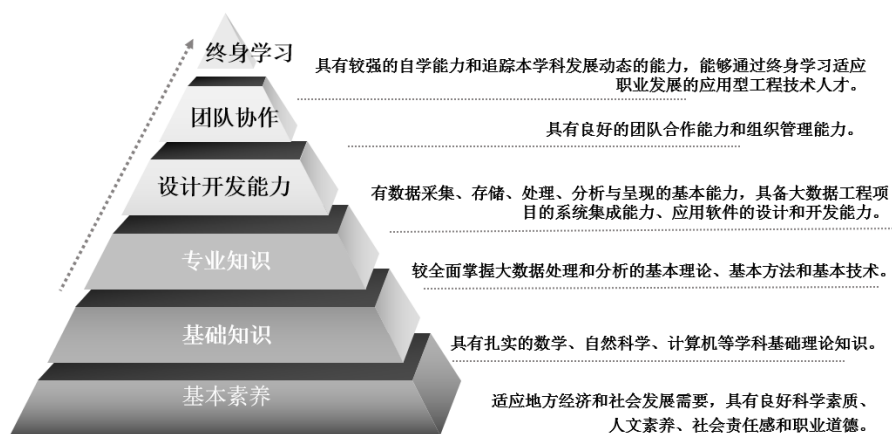 终身学习
具有较强的自学能力和追踪本学科发展动态的能力，能够通过终身学习适应
职业发展的应用型工程技术人才。
团队协作
具有良好的团队合作能力和组织管理能力。
设计开发能力
有数据采集、存储、处理、分析与呈现的基本能力，具备大数据工程项
目的系统集成能力、应用软件的设计和开发能力。
专业知识
较全面掌握大数据处理和分析的基本理论、基本方法和基本技术。
基础知识
具有扎实的数学、自然科学、计算机等学科基础理论知识。
基本素养
适应地方经济和社会发展需要，具有良好科学素质、
人文素养、社会责任感和职业道德。